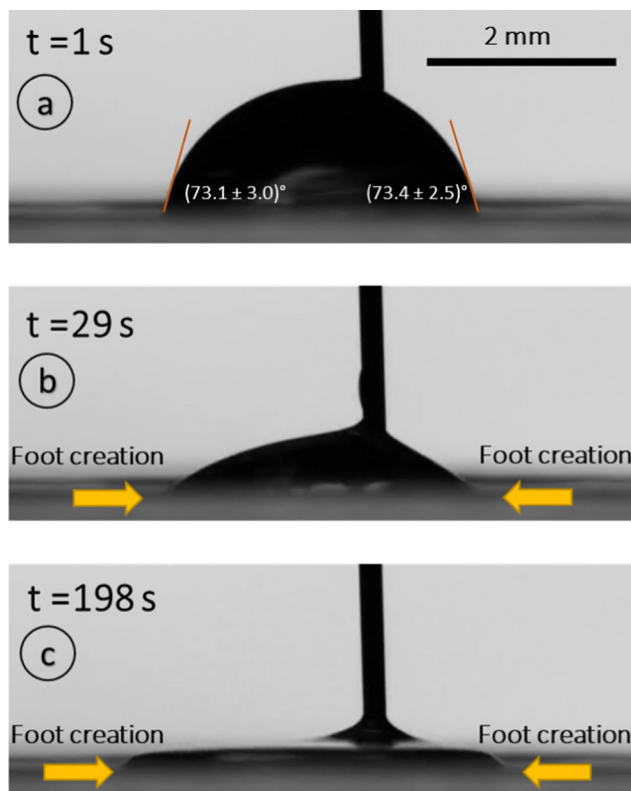 t =1 s
2 mm
a
(73.1 ± 3.0)°
(73.4 ± 2.5)°
t =29 s
b
Foot creation
Foot creation
t =198 s
c
Foot creation
Foot creation